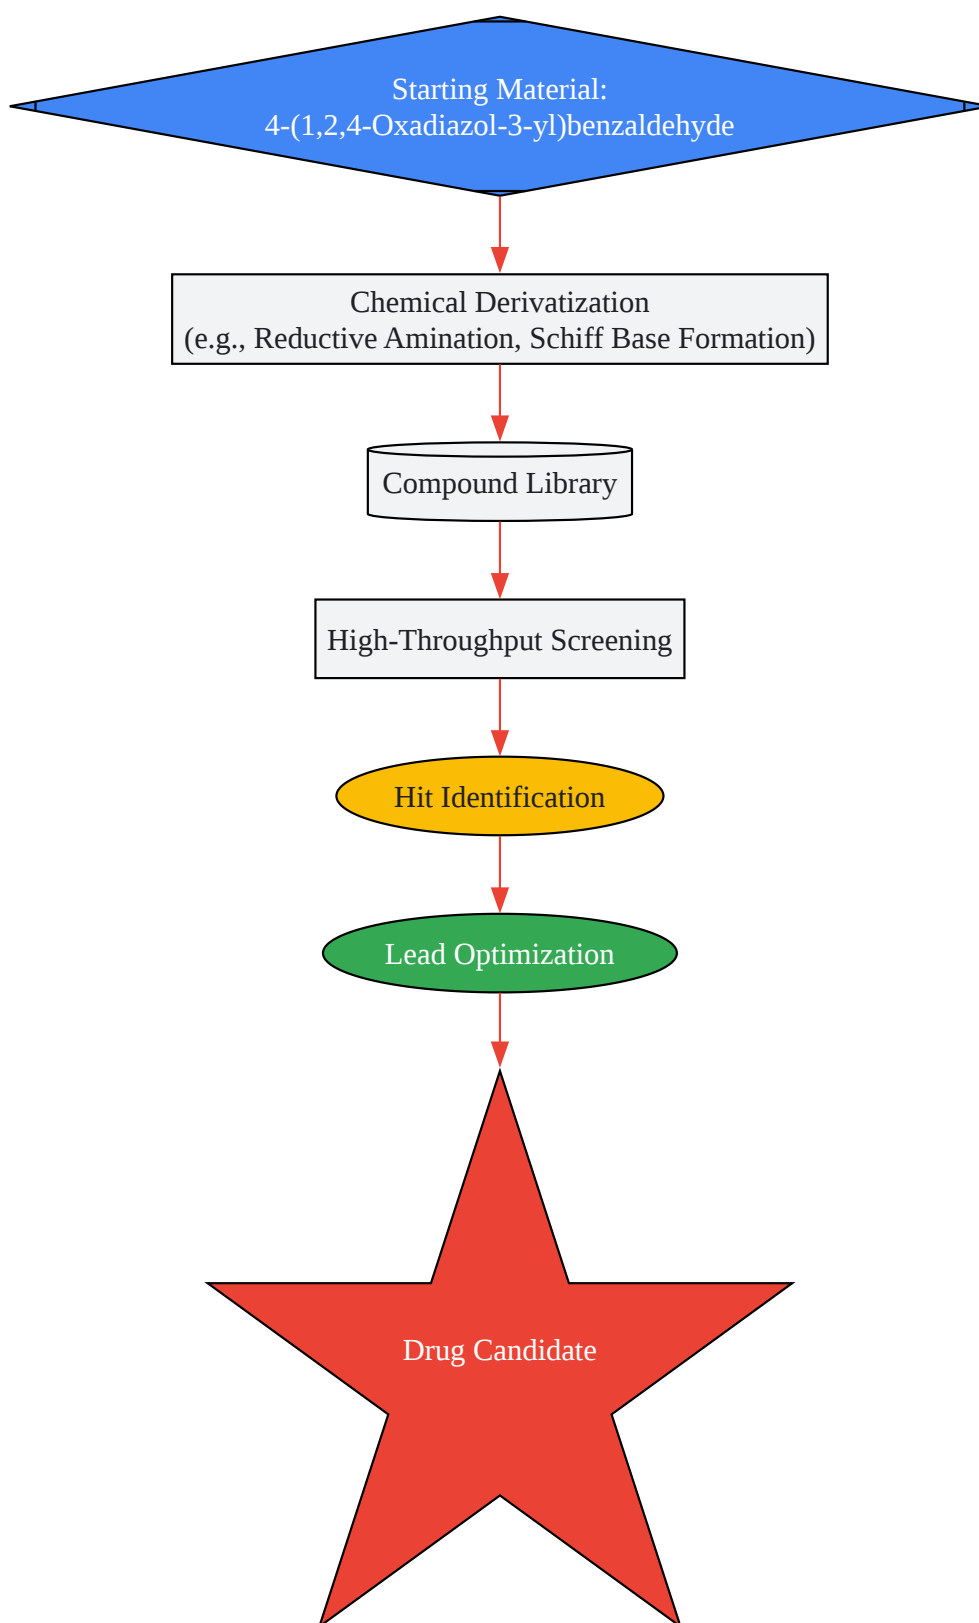 Starting Material:
4-(1,2,4-Oxadiazol-3-yl)benzaldehyde
Chemical Derivatization
(e.g., Reductive Amination, Schiff Base Formation)
Compound Library
High-Throughput Screening
Hit Identification
Lead Optimization
Drug Candidate